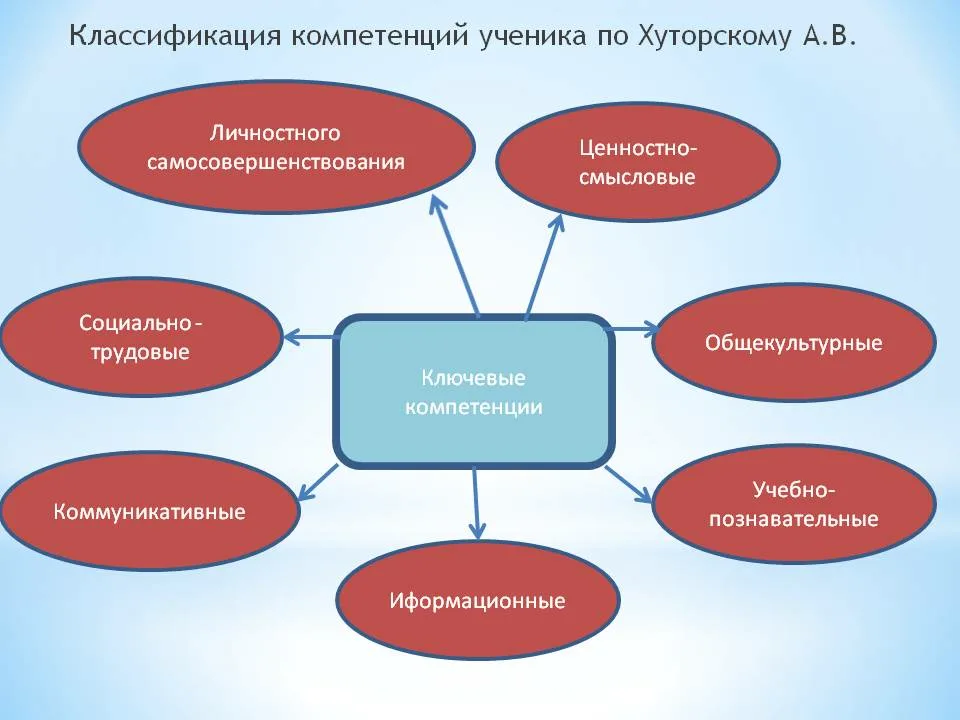 Классификация компетенций ученика по Хуторскому А.В.
Личностного
самосовершенствования
Ценностно-
смысловые
Социально-
трудовые
Общекультурные
Ключевые
компетенции
Коммуникативные
Учебно-
познавательные
Иформационные